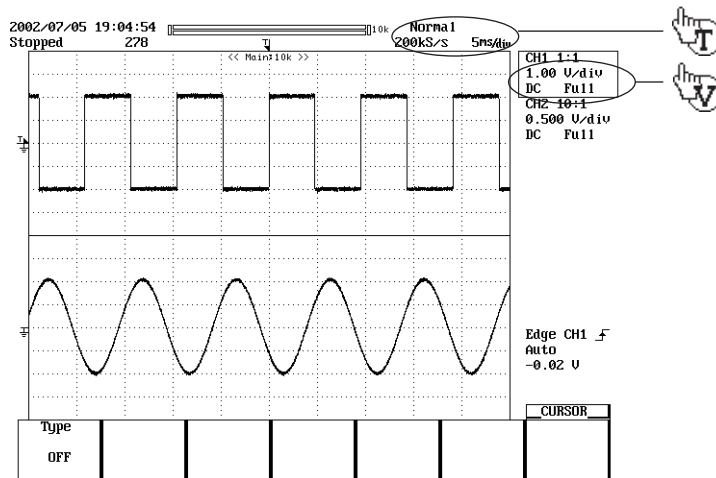 2002/07/05 19:04:54
10k
Normal
Stopped
278
T
200kS/s
5ms/div
<< Main:10k >>
CH1 1:1
1.00 V/div
DC Full
CH2 10:1
0.500 V/div
DC Full
T
V
T
Edge CH1
Auto
-0.02 V
CURSOR
Type
OFF